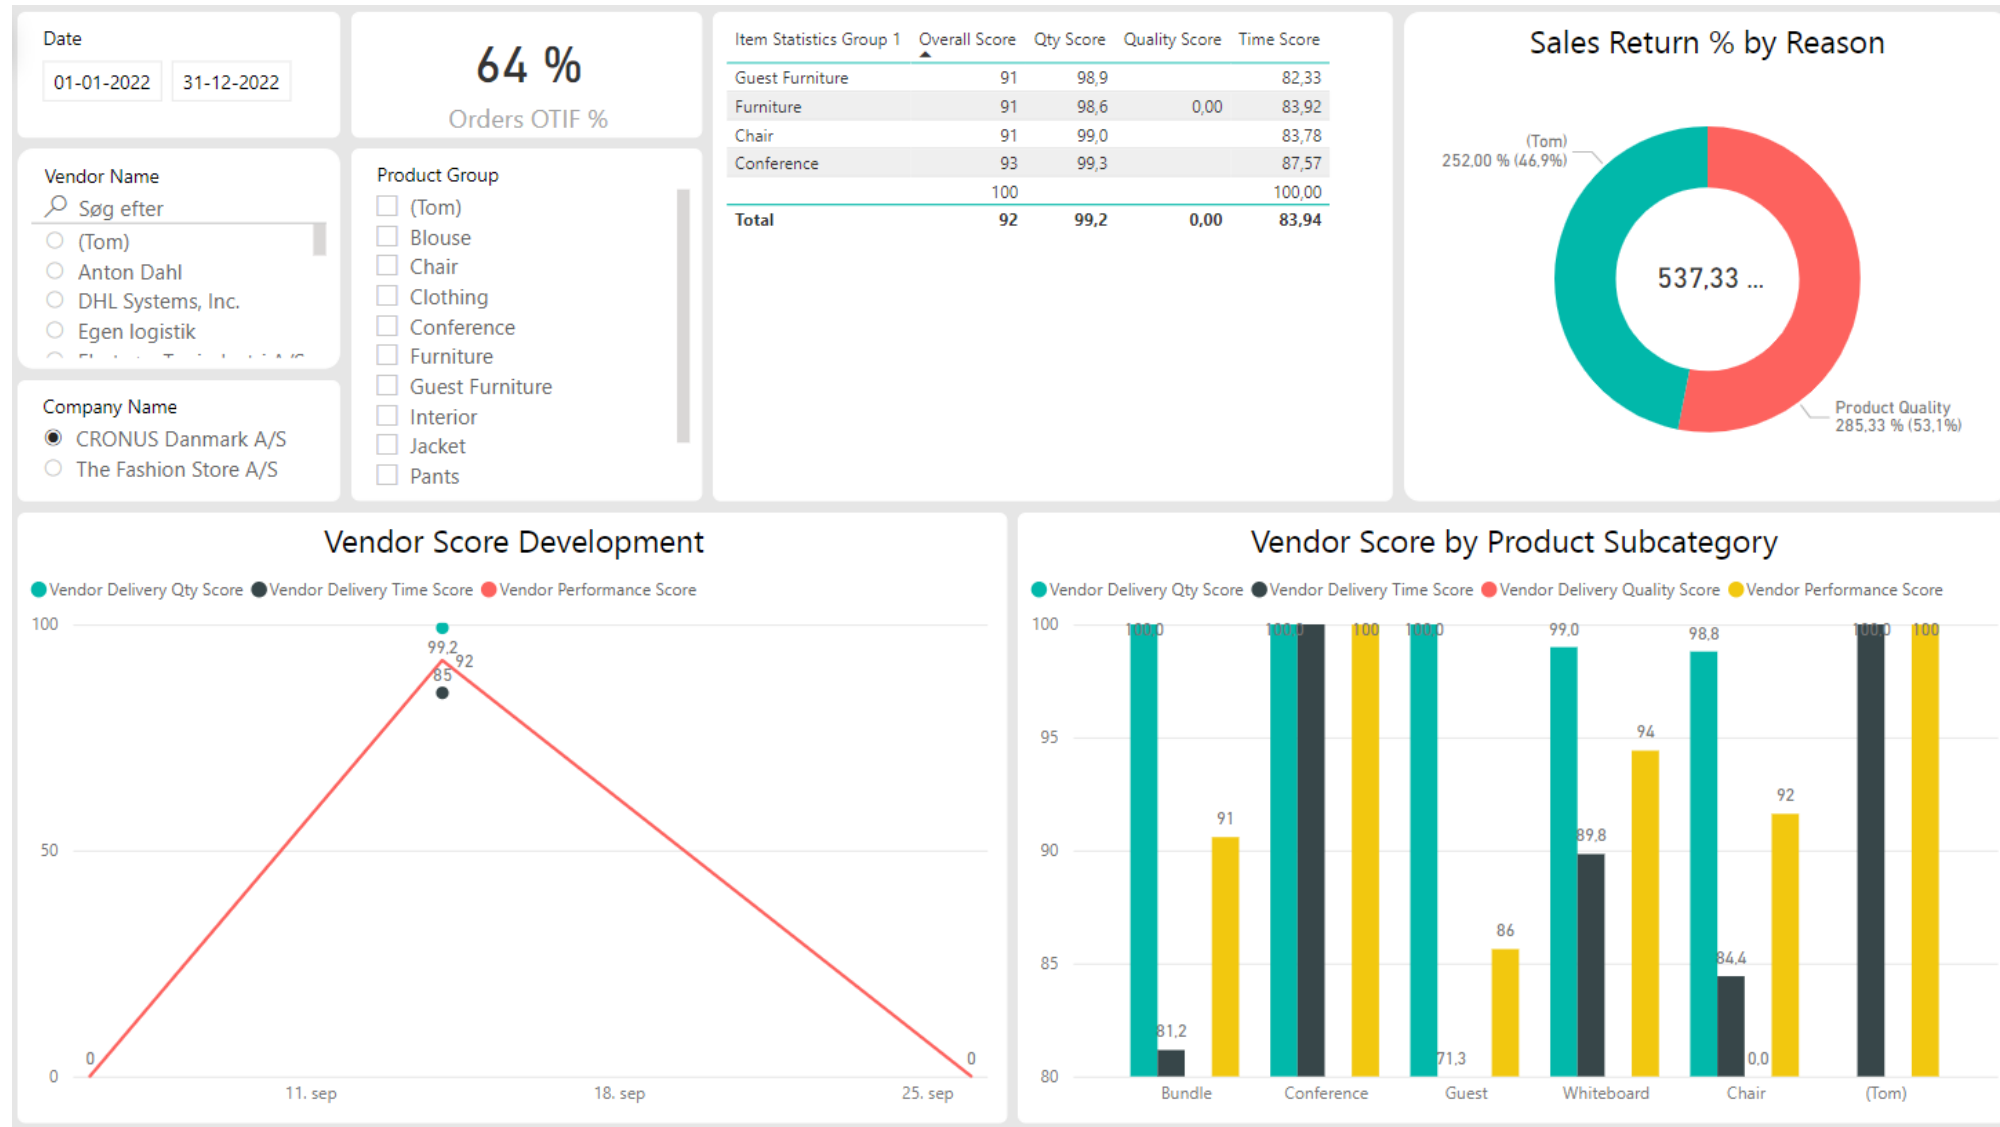 Date
01-01-2022 31-12-2022
64 %
Orders OTIF %
Vendor Name
Søg efter
(Tom)
Anton Dahl
DHL Systems, Inc.
Egen logistik
Company Name
CRONUS Danmark A/S
The Fashion Store A/S
Product Group
(Tom)
Blouse
Chair
Clothing
Conference
Furniture
Guest Furniture
Interior
Jacket
Pants
Item Statistics Group 1 Overall Score Qty Score Quality Score Time Score
Guest Furniture 91 98,9 82,33
Furniture 91 98,6 0,00 83,92
Chair 91 99,0 83,78
Conference 93 99,3 87,57
100 100,00
Total 92 99,2 0,00 83,94
Sales Return % by Reason
(Tom)
252,00 % (46,9%)
537,33 ...
Product Quality
285,33 % (53,1%)
Vendor Score Development
Vendor Delivery Qty Score Vendor Delivery Time Score Vendor Performance Score
100
99,2
92
85
50
0
0
0
11. sep 18. sep 25. sep
Vendor Score by Product Subcategory
Vendor Delivery Qty Score Vendor Delivery Time Score Vendor Delivery Quality Score Vendor Performance Score
100
100,0 100,0 100 100,0 99,0 98,8 100,0 100
95
94
92
91
90
89,8
86
85
84,4
81,2
71,3
0,0
80
Bundle Conference Guest Whiteboard Chair (Tom)